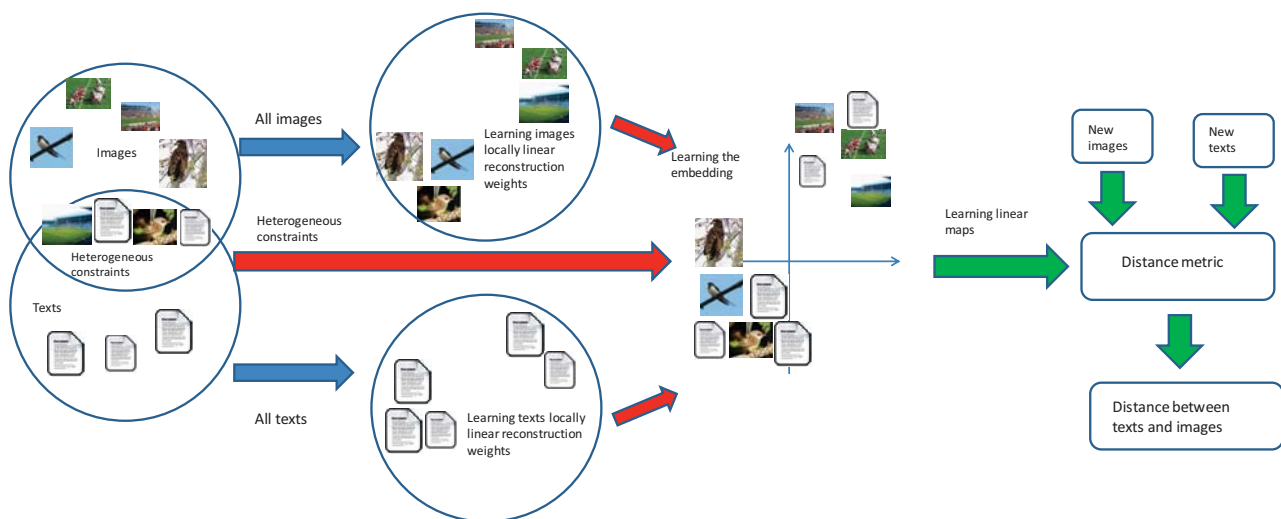 Images
Heterogeneous
constraints
Texts
All images
Heterogeneous
constraints
All texts
Learning images
locally linear
reconstruction
weights
Learning texts locally
linear reconstruction
weights
Learning the
embedding
Learning linear
maps
New
images
New
texts
Distance metric
Distance between
texts and images